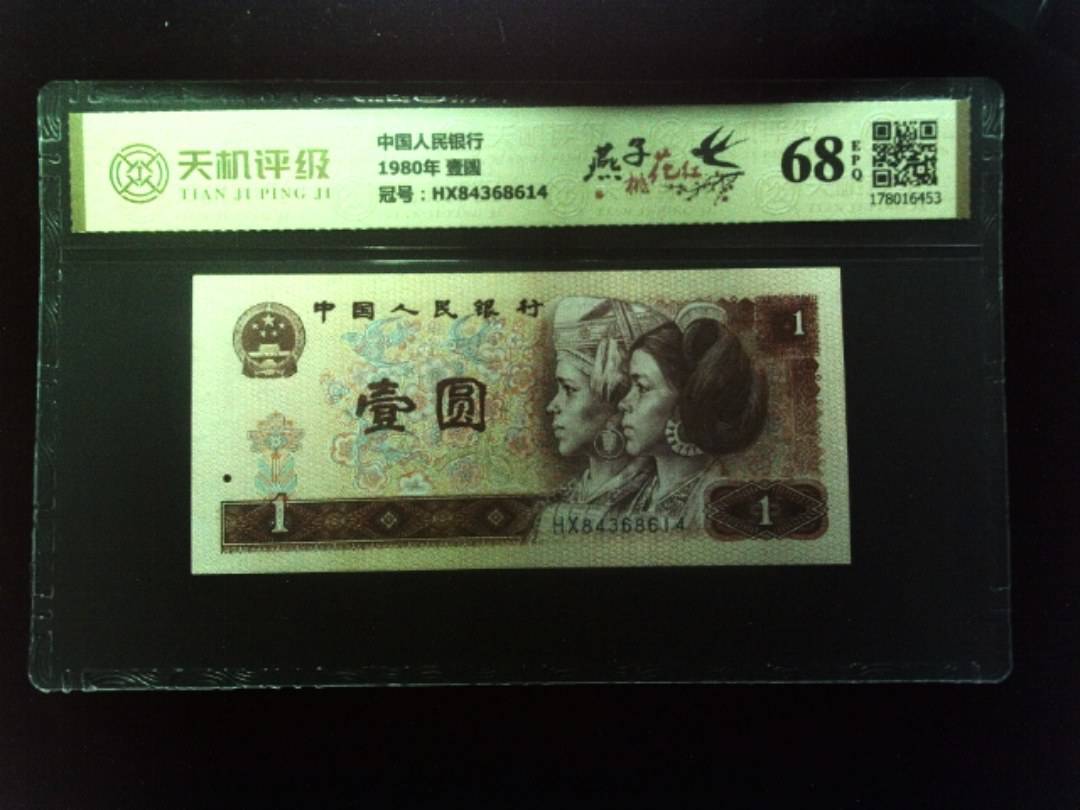 天机评级
TIAN JI PING JI
中国人民银行
1980年 壹圆
冠号：HX84368614
燕子
桃花红
68
EPQ
178016453
中国人民银行
1
壹圆
1
HX84368614
1